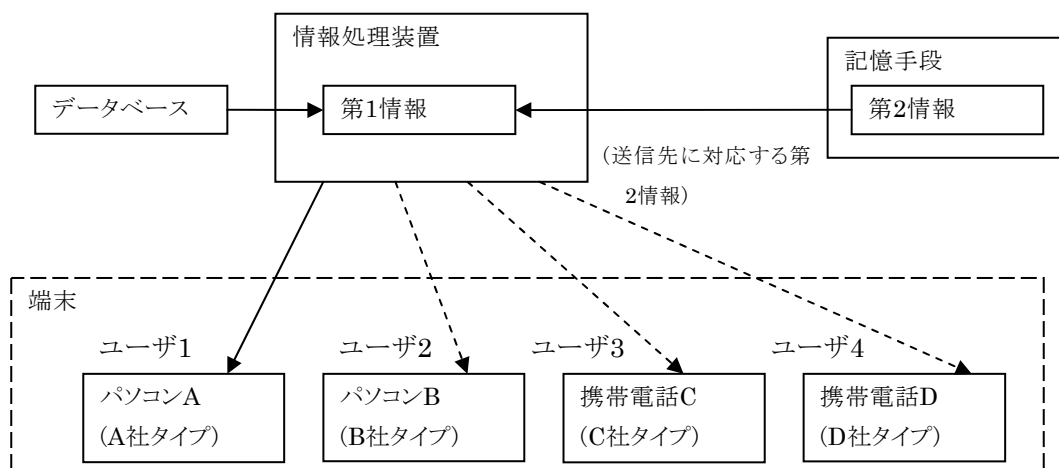 情報処理装置
記憶手段
データベース
第1情報
第2情報
(送信先に対応する第
2情報)
端末
ユーザ1
ユーザ2
ユーザ3
ユーザ4
パソコンA
(A社タイプ)
パソコンB
(B社タイプ)
携帯電話C
(C社タイプ)
携帯電話D
(D社タイプ)